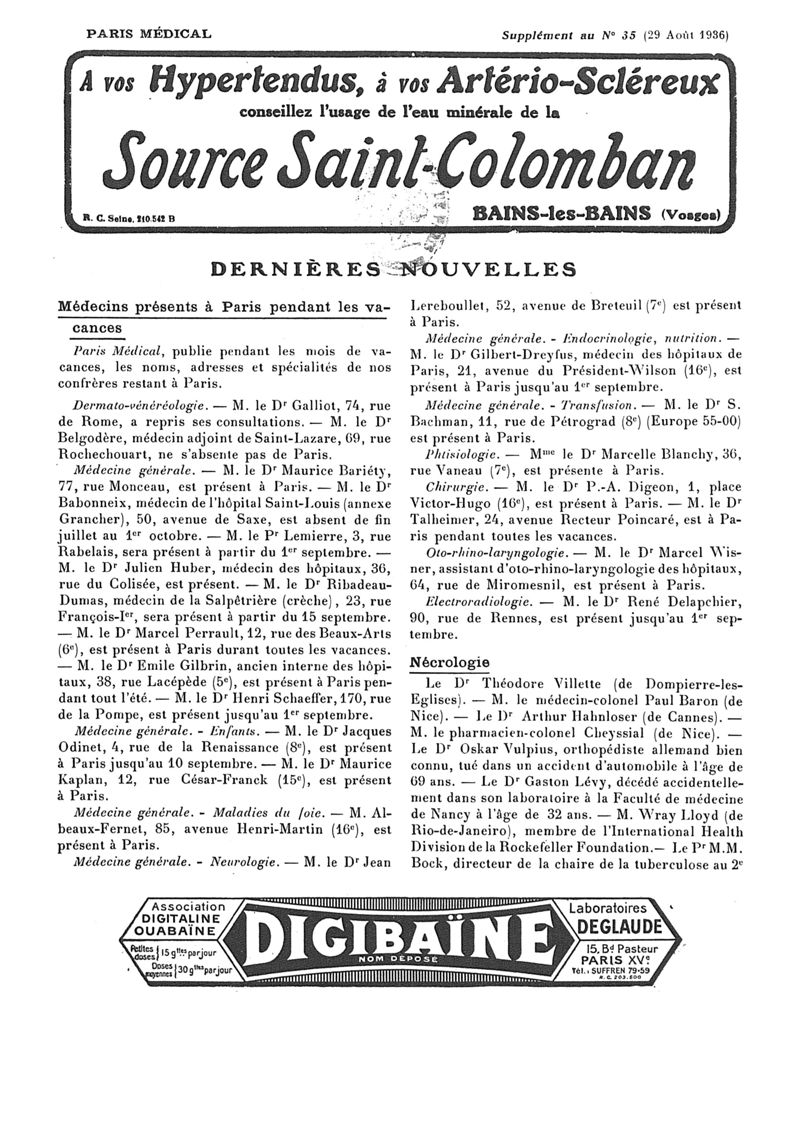 PARIS MÉDICAL
Supplément au N° 35 (29 Août 1936)
A vos Hypertendus, à vos Artério-Scléreux
conseillez l'usage de l'eau minérale de la
Source Saint-Colomban
R. C. Seine, 210.542 B
BAINS-les-BAINS (Vosges)
DERNIÈRES NOUVELLES
Médecins présents à Paris pendant les va-
cances
Paris Médical, publie pendant les mois de va-
cances, les noms, adresses et spécialités de nos
confrères restant à Paris.
Dermato-vénéréologie. — M. le Dr Galliot, 74, rue
de Rome, a repris ses consultations. — M. le Dr
Belgodère, médecin adjoint de Saint-Lazare, 69, rue
Rochechouart, ne s'absente pas de Paris.
Médecine générale. — M. le Dr Maurice Bariéty,
77, rue Monceau, est présent à Paris. — M. le Dr
Babonneix, médecin de l'hôpital Saint-Louis (annexe
Grancher), 50, avenue de Saxe, est absent de fin
juillet au 1er octobre. — M. le Pr Lemierre, 3, rue
Rabelais, sera présent à partir du 1er septembre. —
M. le Dr Julien Huber, médecin des hôpitaux, 36,
rue du Colisée, est présent. — M. le Dr Ribadeau-
Dumas, médecin de la Salpêtrière (crèche), 23, rue
François-Ier, sera présent à partir du 15 septembre.
— M. le Dr Marcel Perrault, 12, rue des Beaux-Arts
(6e), est présent à Paris durant toutes les vacances.
— M. le Dr Emile Gilbrin, ancien interne des hôpi-
taux, 38, rue Lacépède (5e), est présent à Paris pen-
dant tout l'été. — M. le Dr Henri Schaeffer, 170, rue
de la Pompe, est présent jusqu'au 1er septembre.
Médecine générale. - Enfants. — M. le Dr Jacques
Odinet, 4, rue de la Renaissance (8e), est présent
à Paris jusqu'au 10 septembre. — M. le Dr Maurice
Kaplan, 12, rue César-Franck (15e), est présent
à Paris.
Médecine générale. - Maladies du foie. — M. Al-
beaux-Fernet, 85, avenue Henri-Martin (16e), est
présent à Paris.
Médecine générale. - Neurologie. — M. le Dr Jean
Lereboullet, 52, avenue de Breteuil (7e) est présent
à Paris.
Médecine générale. - Endocrinologie, nutrition. —
M. le Dr Gilbert-Dreyfus, médecin des hôpitaux de
Paris, 21, avenue du Président-Wilson (16e), est
présent à Paris jusqu'au 1er septembre.
Médecine générale. - Transfusion. — M. le Dr S.
Bachman, 11, rue de Pétrograd (8e) (Europe 55-00)
est présent à Paris.
Phtisiologie. — Mme le Dr Marcelle Blanchy, 36,
rue Vaneau (7e), est présente à Paris.
Chirurgie. — M. le Dr P.-A. Digeon, 1, place
Victor-Hugo (16e), est présent à Paris. — M. le Dr
Talheimer, 24, avenue Recteur Poincaré, est à Pa-
ris pendant toutes les vacances.
Oto-rhino-laryngologie. — M. le Dr Marcel Wis-
ner, assistant d'oto-rhino-laryngologie des hôpitaux,
64, rue de Miromesnil, est présent à Paris.
Electroradiologie. — M. le Dr René Delapchier,
90, rue de Rennes, est présent jusqu'au 1er sep-
tembre.
Nécrologie
Le Dr Théodore Villette (de Dompierre-les-
Eglises). — M. le médecin-colonel Paul Baron (de
Nice). — Le Dr Arthur Hahnloser (de Cannes). —
M. le pharmacien-colonel Cheyssial (de Nice). —
Le Dr Oskar Vulpius, orthopédiste allemand bien
connu, tué dans un accident d'automobile à l'âge de
69 ans. — Le Dr Gaston Lévy, décédé accidentelle-
ment dans son laboratoire à la Faculté de médecine
de Nancy à l'âge de 32 ans. — M. Wray Lloyd (de
Rio-de-Janeiro), membre de l'International Health
Division de la Rockefeller Foundation. — Le Pr M.M.
Bock, directeur de la chaire de la tuberculose au 2e
Association
DIGITALINE
OUABAÏNE
Petites doses } 15 gttes par jour
Doses moyennes } 30 gttes par jour
DIGIBAÏNE
NOM DÉPOSÉ
Laboratoires
DEGLAUDE
15, Bd Pasteur
PARIS XVe
Tél. : SUFFREN 79-59
R. C. 203.500